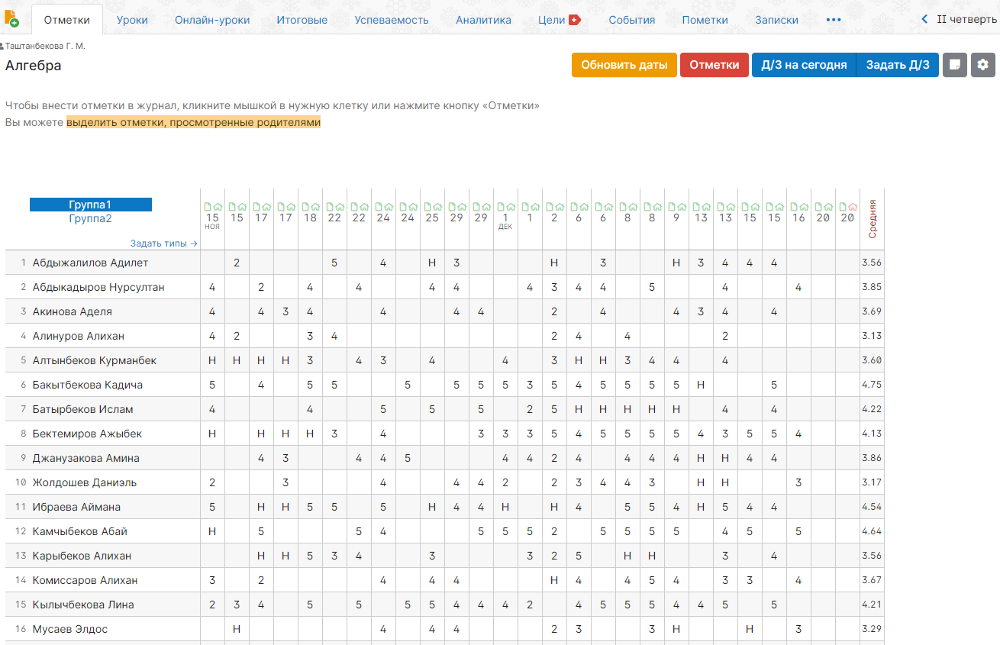 Отметки Уроки Онлайн-уроки Итоговые Успеваемость Аналитика Цели События Пометки Записки ••• II четверть
Таштанбекова Г. М.
Алгебра
Обновить даты Отметки Д/З на сегодня Задать Д/З
Чтобы внести отметки в журнал, кликните мышкой в нужную клетку или нажмите кнопку «Отметки»
Вы можете выделить отметки, просмотренные родителями
Группа1
Группа2
Задать типы →
15 15 17 17 18 22 22 24 24 25 29 29 1 1 2 6 6 8 8 9 13 13 15 15 16 20 20 Средняя
НОЯ ДЕК
1 Абдыжалилов Адилет 2 5 4 Н 3 Н 3 Н 3 4 4 4 3.56
2 Абдыкадыров Нурсултан 4 2 4 4 4 4 4 3 4 4 5 4 4 3.85
3 Акинова Аделя 4 4 3 4 4 4 4 2 4 4 3 4 4 3.69
4 Алинуров Алихан 4 2 3 4 2 4 4 2 3.13
5 Алтынбеков Курманбек Н Н Н Н 3 4 3 4 4 3 Н Н 3 4 4 4 3.60
6 Бакытбекова Кадича 5 4 5 5 5 5 5 5 3 5 4 5 5 5 5 Н 5 4.75
7 Батырбеков Ислам 4 4 5 5 5 2 5 Н Н Н Н Н 4 4 4.22
8 Бектемиров Ажыбек Н Н Н Н 3 4 3 3 3 5 4 5 5 5 5 4 3 5 5 4 4.13
9 Джанузакова Амина 4 3 4 4 5 4 4 2 4 4 4 4 Н Н 4 4 3.86
10 Жолдошев Даниэль 2 3 4 4 4 2 2 3 4 4 3 Н Н 3 3.17
11 Ибраева Аймана 5 Н Н 5 5 5 Н 4 4 Н Н 4 5 5 4 Н 5 4 4 4.54
12 Камчыбеков Абай Н 5 5 4 5 5 5 2 5 5 5 5 4 5 5 4.64
13 Карыбеков Алихан Н Н 5 3 4 3 3 2 5 Н Н 3 4 3.56
14 Комиссаров Алихан 3 2 4 4 4 Н 4 4 5 4 3 3 4 3.67
15 Кылычбекова Лина 2 3 4 5 5 5 5 4 4 4 2 4 5 5 5 4 4 5 5 4.21
16 Мусаев Элдос Н 4 4 4 2 3 3 Н Н 3 3.29